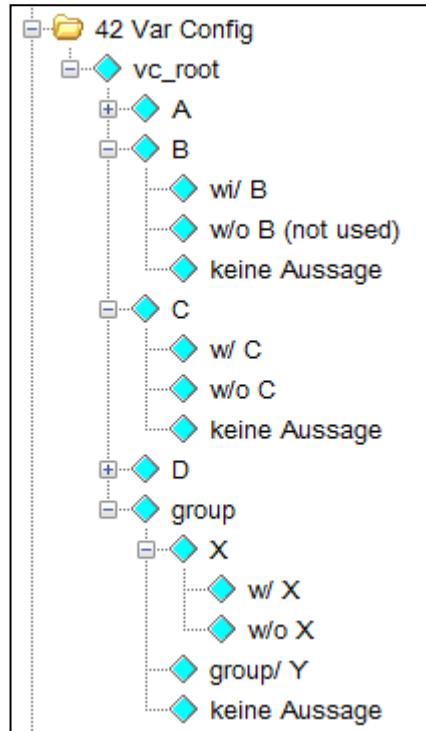 42 Var Config
vc_root
A
B
wi/ B
w/o B (not used)
keine Aussage
C
w/ C
w/o C
keine Aussage
D
group
X
w/ X
w/o X
group/ Y
keine Aussage